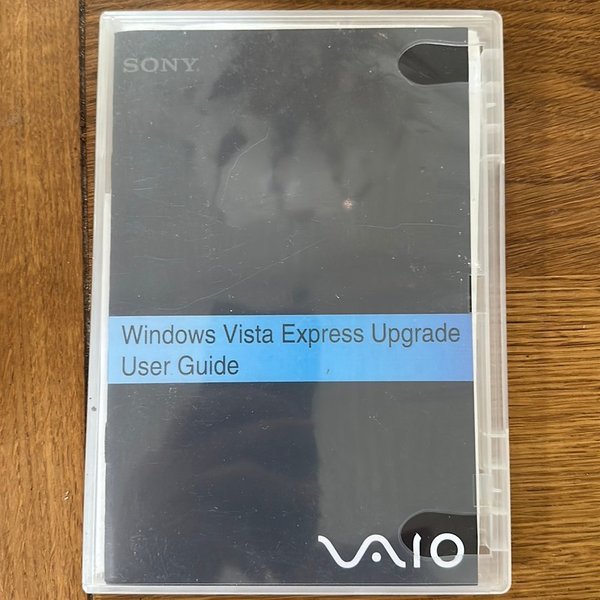 SONY
Windows Vista Express Upgrade
User Guide
VAIO